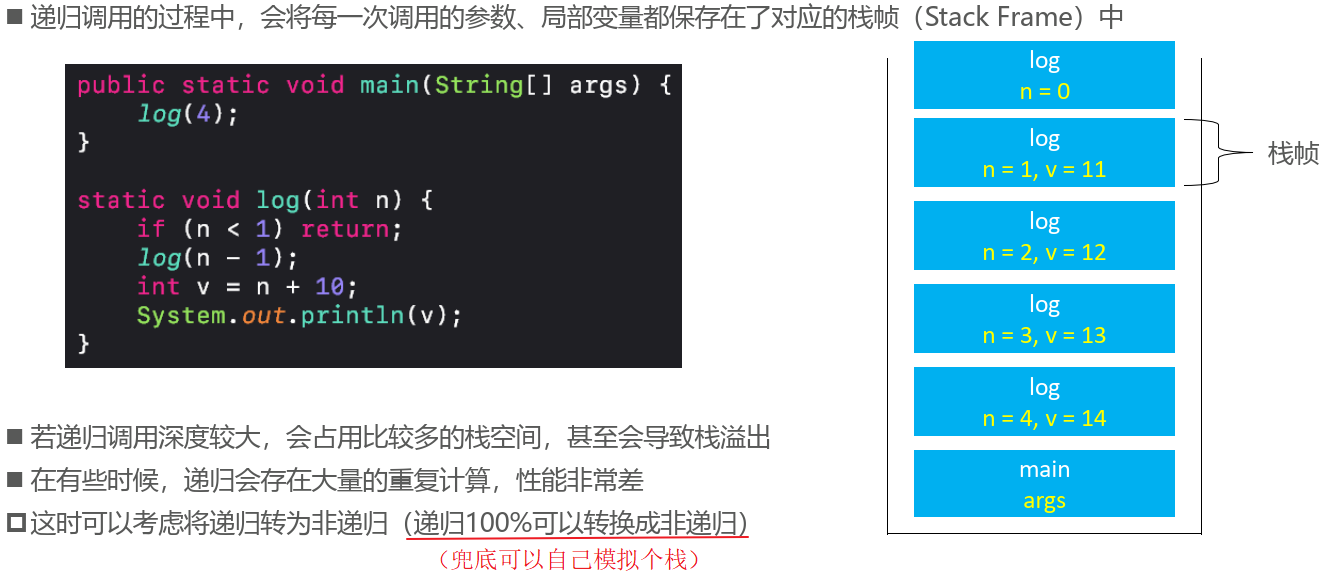 递归调用的过程中，会将每一次调用的参数、局部变量都保存在了对应的栈帧（Stack Frame）中
public static void main(String[] args) {
log(4);
}
static void log(int n) {
if (n < 1) return;
log(n - 1);
int v = n + 10;
System.out.println(v);
}
log
n = 0
log
n = 1, v = 11
栈帧
log
n = 2, v = 12
log
n = 3, v = 13
log
n = 4, v = 14
main
args
若递归调用深度较大，会占用比较多的栈空间，甚至会导致栈溢出
在有些时候，递归会存在大量的重复计算，性能非常差
这时可以考虑将递归转为非递归（递归100%可以转换成非递归）
（兜底可以自己模拟个栈）